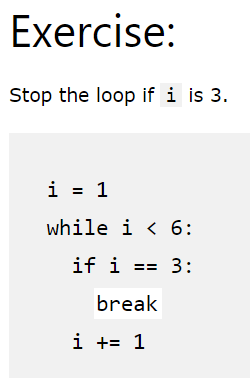 Exercise:
Stop the loop if i is 3.
i = 1
while i < 6:
  if i == 3:
    break
  i += 1